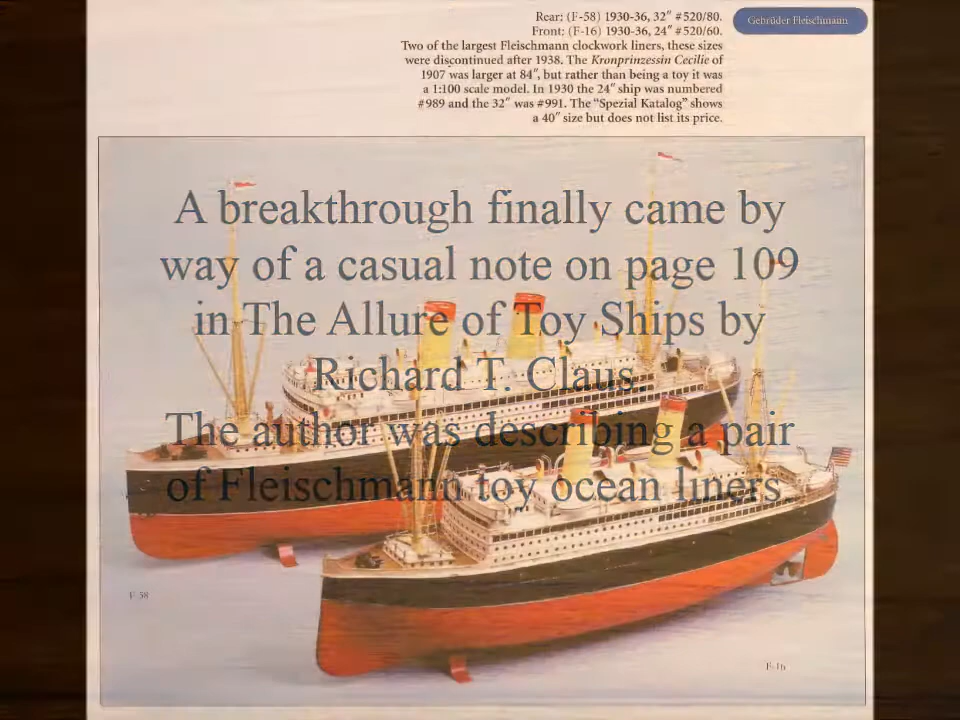 Rear: (F-58) 1930-36, 32" #520/80.
Front: (F-16) 1930-36, 24" #520/60.
Two of the largest Fleischmann clockwork liners, these sizes
were discontinued after 1938. The Kronprinzessin Cecilie of
1907 was larger at 84", but rather than being a toy it was
a 1:100 scale model. In 1930 the 24" ship was numbered
#989 and the 32" was #991. The “Spezial Katalog” shows
a 40" size but does not list its price.
Gebrüder Fleischmann
A breakthrough finally came by
way of a casual note on page 109
in The Allure of Toy Ships by
Richard T. Claus.
The author was describing a pair
of Fleischmann toy ocean liners.
F-58
F-16